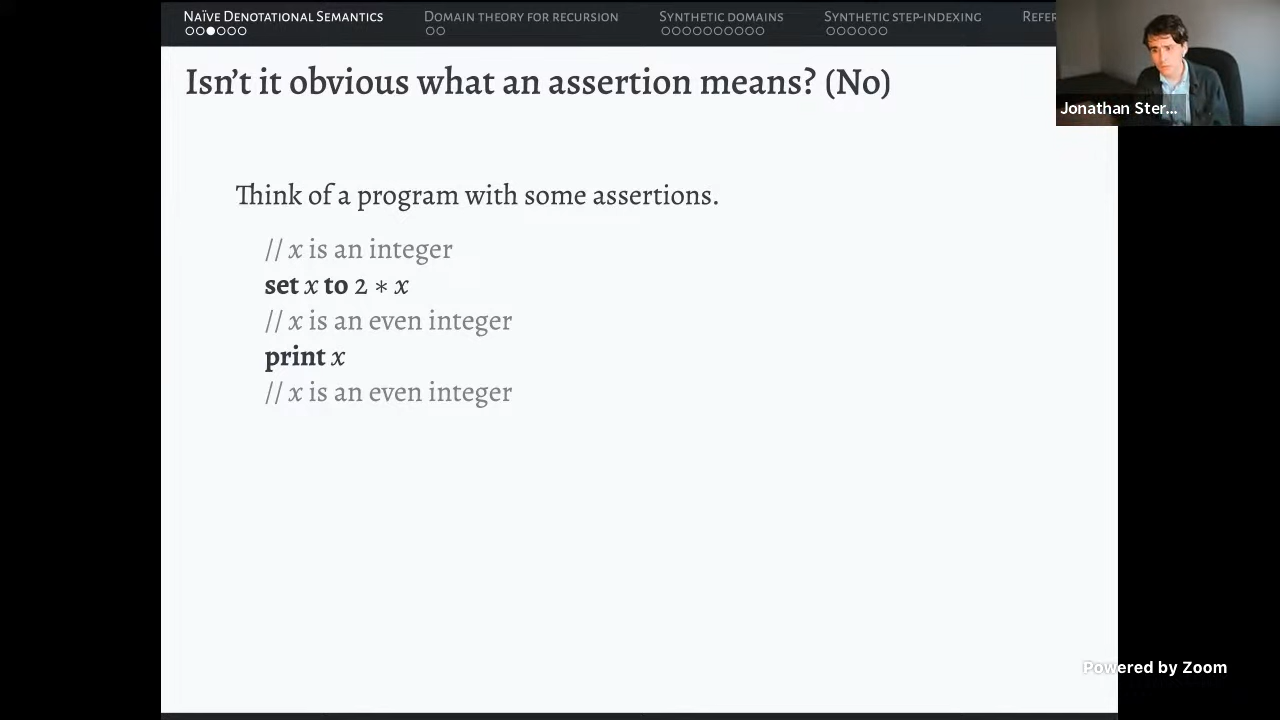 NAÏVE DENOTATIONAL SEMANTICS DOMAIN THEORY FOR RECURSION SYNTHETIC DOMAINS SYNTHETIC STEP-INDEXING REFER
Isn't it obvious what an assertion means? (No)
Jonathan Ster...
Think of a program with some assertions.
// x is an integer
set x to 2 * x
// x is an even integer
print x
// x is an even integer
Powered by Zoom